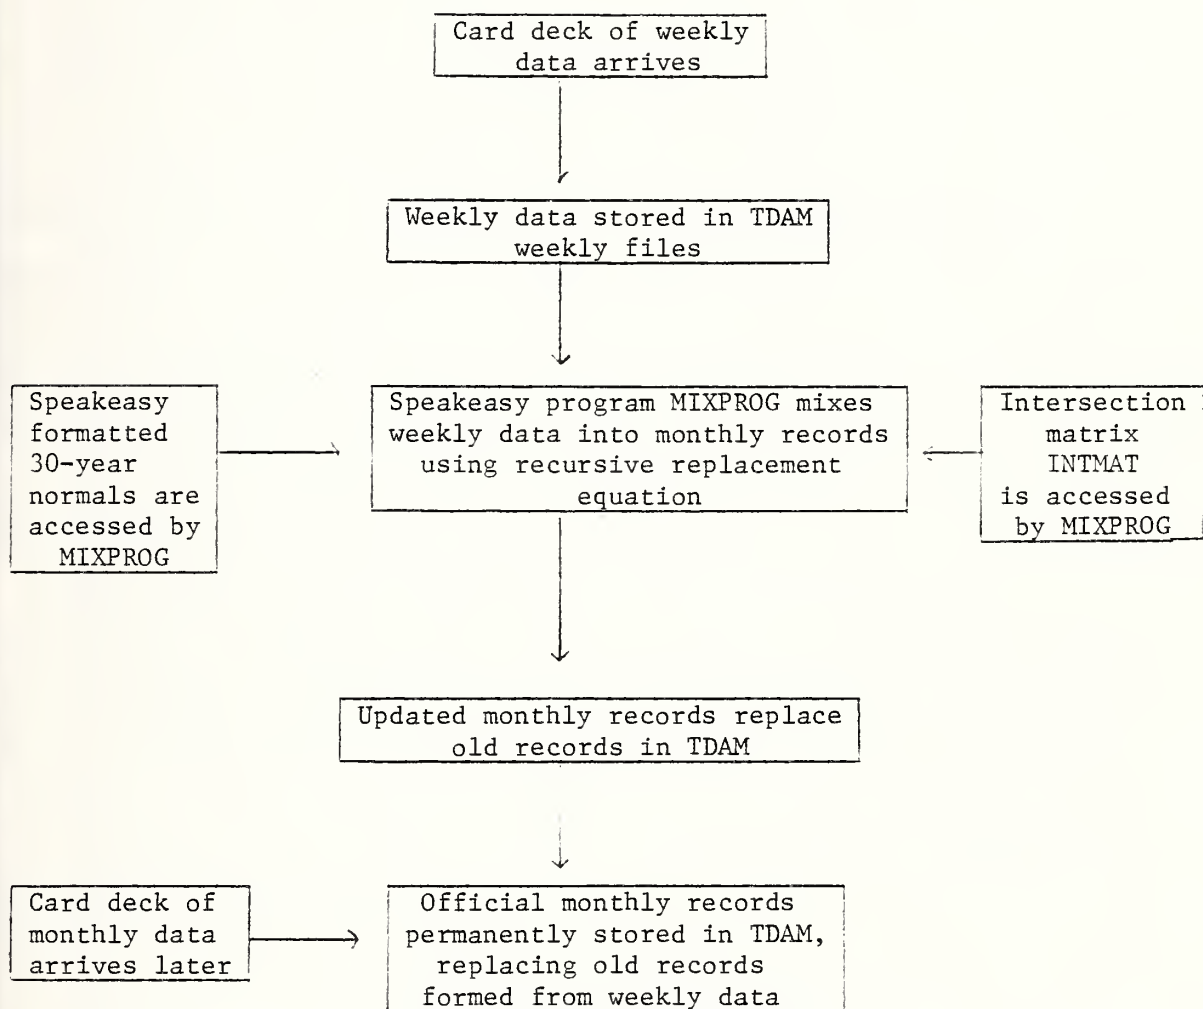 Card deck of weekly
data arrives
Weekly data stored in TDAM
weekly files
Speakeasy
formatted
30-year
normals are
accessed by
MIXPROG
Speakeasy program MIXPROG mixes
weekly data into monthly records
using recursive replacement
equation
Intersection
matrix
INTMAT
is accessed
by MIXPROG
Updated monthly records replace
old records in TDAM
Card deck of
monthly data
arrives later
Official monthly records
permanently stored in TDAM,
replacing old records
formed from weekly data